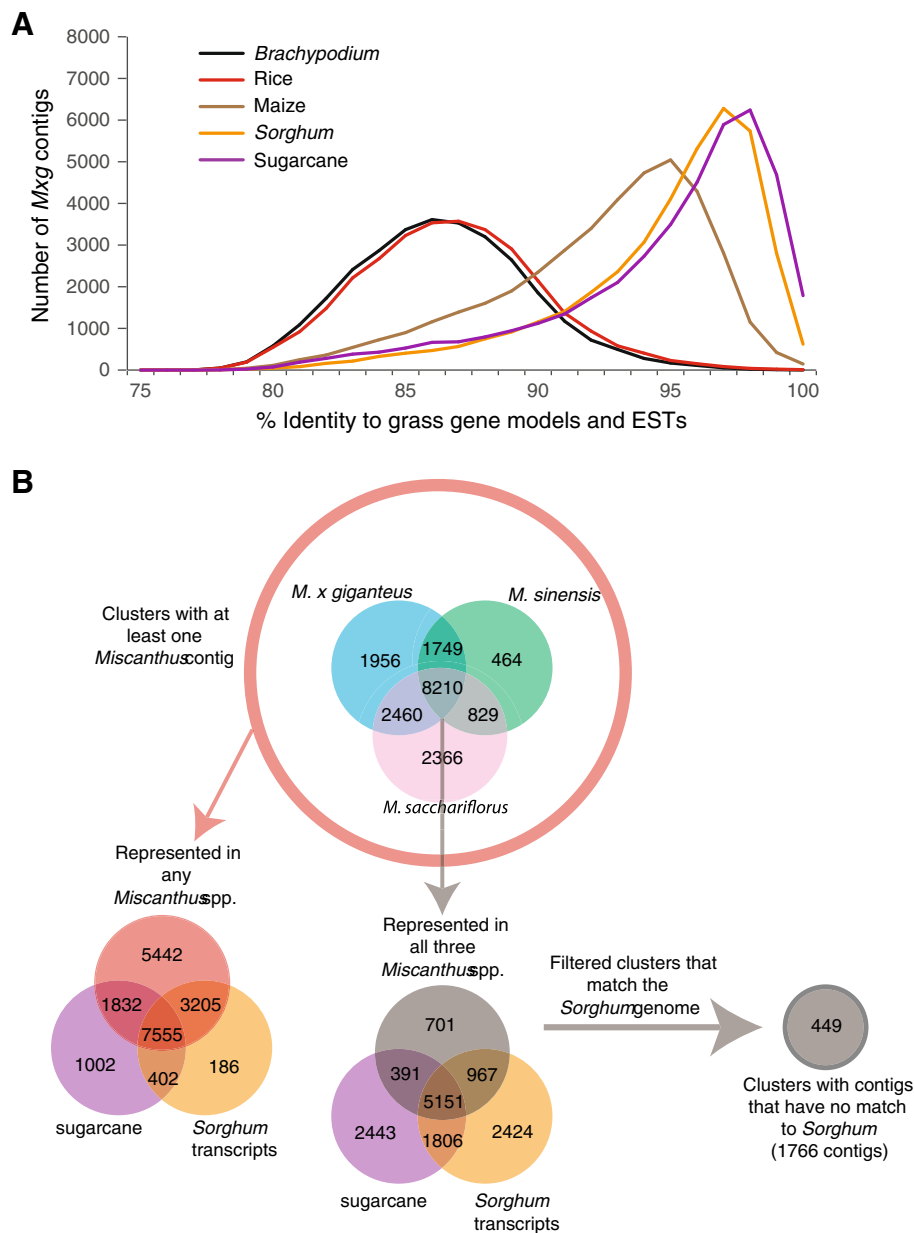 A
8000
7000
6000
5000
4000
3000
2000
1000
0
Number of Mxg contigs
Brachypodium
Rice
Maize
Sorghum
Sugarcane
75 80 85 90 95 100
% Identity to grass gene models and ESTs
B
Clusters with at
least one
Miscanthus contig
M. x giganteus
M. sinensis
1956
1749
464
8210
2460
829
2366
M. sacchariflorus
Represented in
any
Miscanthus spp.
5442
1832
3205
7555
1002
402
186
sugarcane
Sorghum
transcripts
Represented in
all three
Miscanthus spp.
701
391
967
5151
2443
1806
2424
sugarcane
Sorghum
transcripts
Filtered clusters that
match the
Sorghum genome
449
Clusters with contigs
that have no match
to Sorghum
(1766 contigs)